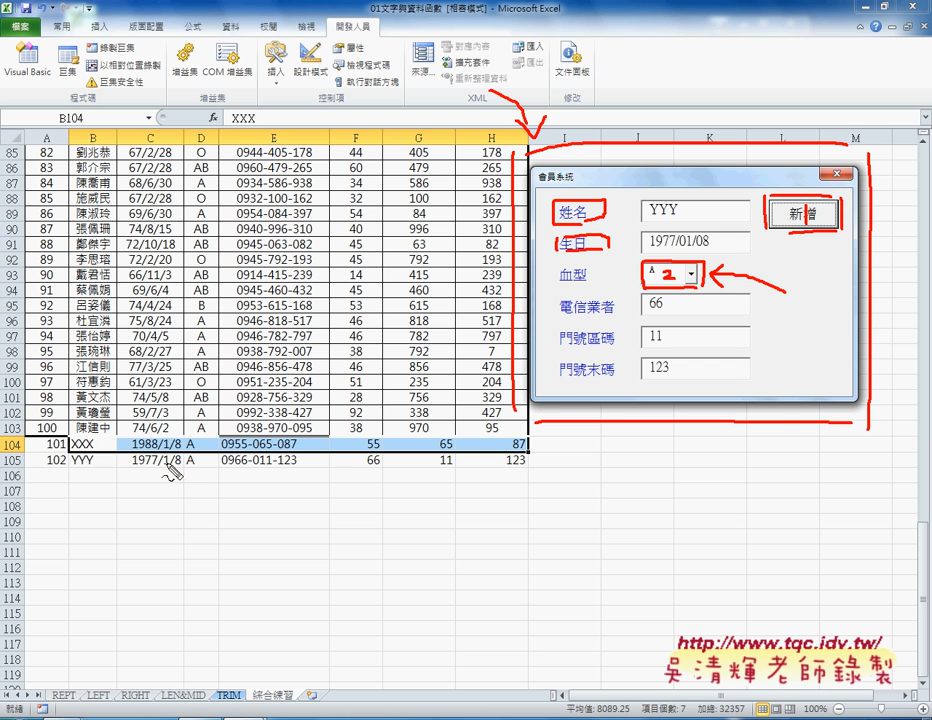 01文字與資料函數 [相容模式] - Microsoft Excel
檔案 常用 插入 版面配置 公式 資料 校閱 檢視 開發人員
Visual Basic 巨集 錄製巨集 以相對位置錄製 巨集安全性 增益集 COM 增益集 插入 設計模式 屬性 檢視程式碼 執行對話方塊 來源... 對應內容 擴充套件 重新整理資料 匯入 匯出 文件面板
程式碼 增益集 控制項 XML 修改
B104 fx XXX
A B C D E F G H I J K L M
85 82 劉兆恭 67/2/28 O 0944-405-178 44 405 178
86 83 郭介宗 67/2/28 AB 0960-479-265 60 479 265
87 84 陳喬甫 68/6/30 A 0934-586-938 34 586 938
88 85 施威民 67/2/28 O 0932-100-162 32 100 162
89 86 陳淑玲 69/6/30 A 0954-084-397 54 84 397
90 87 張佩珊 74/8/15 AB 0940-996-310 40 996 310
91 88 鄭傑宇 72/10/18 AB 0945-063-082 45 63 82
92 89 李思瑢 72/2/20 O 0945-792-193 45 792 193
93 90 戴君恬 66/11/3 AB 0914-415-239 14 415 239
94 91 蔡佩娟 69/6/4 AB 0945-460-432 45 460 432
95 92 呂姿儀 74/4/24 B 0953-615-168 53 615 168
96 93 杜宜潾 75/8/24 A 0946-818-517 46 818 517
97 94 張怡婷 70/4/5 A 0946-782-797 46 782 797
98 95 張琬琳 68/2/27 A 0938-792-007 38 792 7
99 96 江信則 77/3/25 AB 0946-856-478 46 856 478
100 97 符惠鈞 61/3/23 O 0951-235-204 51 235 204
101 98 黃文杰 74/5/8 AB 0928-756-329 28 756 329
102 99 黃瓊瑩 59/7/3 A 0992-338-427 92 338 427
103 100 陳建中 74/6/2 A 0938-970-095 38 970 95
104 101 XXX 1988/1/8 A 0955-065-087 55 65 87
105 102 YYY 1977/1/8 A 0966-011-123 66 11 123
106
107
108
109
110
111
112
113
114
115
116
117
118
119
會員系統
姓名 YYY 新增
生日 1977/01/08
血型 A 2
電信業者 66
門號區碼 11
門號末碼 123
http://www.tqc.idv.tw/
吳清輝老師錄製
REPT LEFT RIGHT LEN&MID TRIM 綜合練習
就緒 平均值: 8089.25 項目個數: 7 加總: 32357 100%